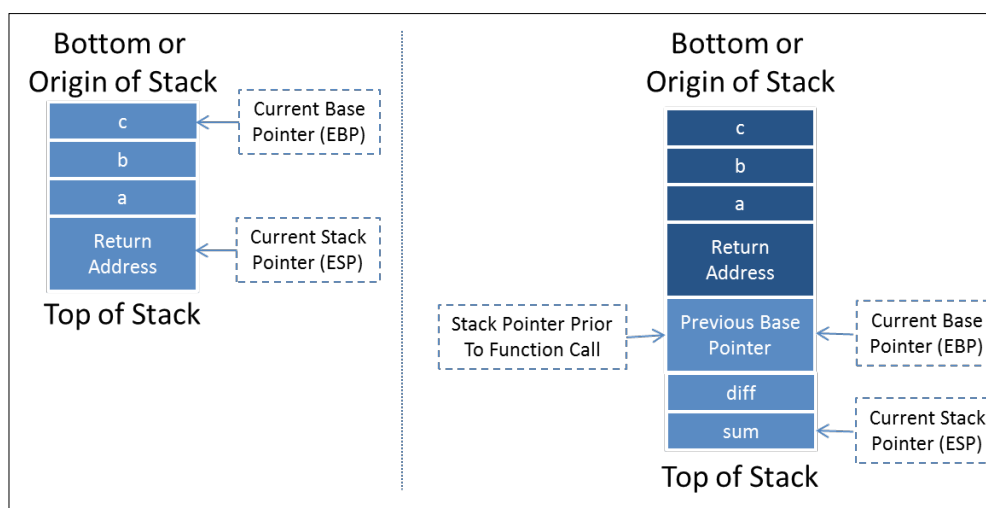 Bottom or
Origin of Stack
c
b
a
Return
Address
Top of Stack
Current Base
Pointer (EBP)
Current Stack
Pointer (ESP)
Bottom or
Origin of Stack
c
b
a
Return
Address
Previous Base
Pointer
diff
sum
Top of Stack
Stack Pointer Prior
To Function Call
Current Base
Pointer (EBP)
Current Stack
Pointer (ESP)